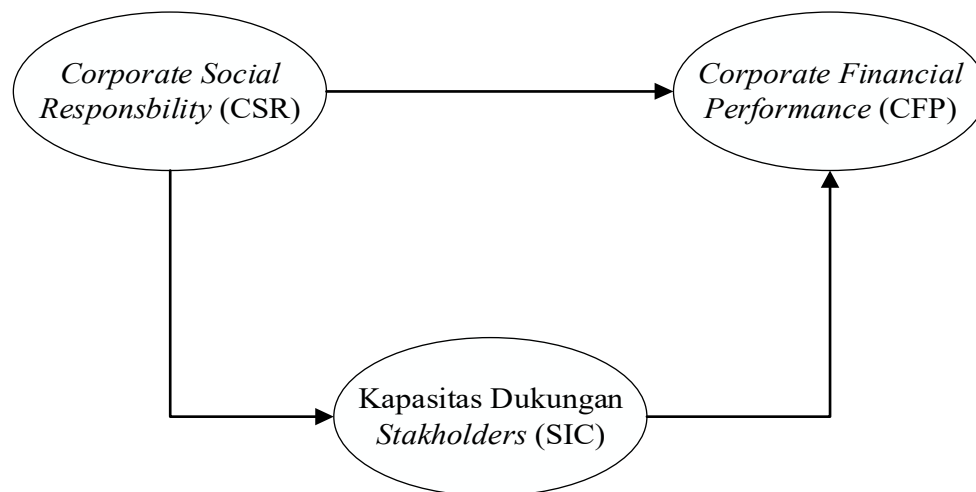 Corporate Social
Responsbility (CSR)
Corporate Financial
Performance (CFP)
Kapasitas Dukungan
Stakholders (SIC)